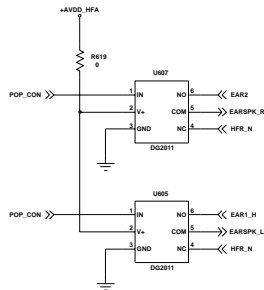 +AVDD_HFA
R619
0
U607
POP_CON 1 IN NO 6 EAR2
2 V+ COM 5 EARSPK_R
3 GND NC 4 HFR_N
DG2011
U605
POP_CON 1 IN NO 6 EAR1_H
2 V+ COM 5 EARSPK_L
3 GND NC 4 HFR_N
DG2011